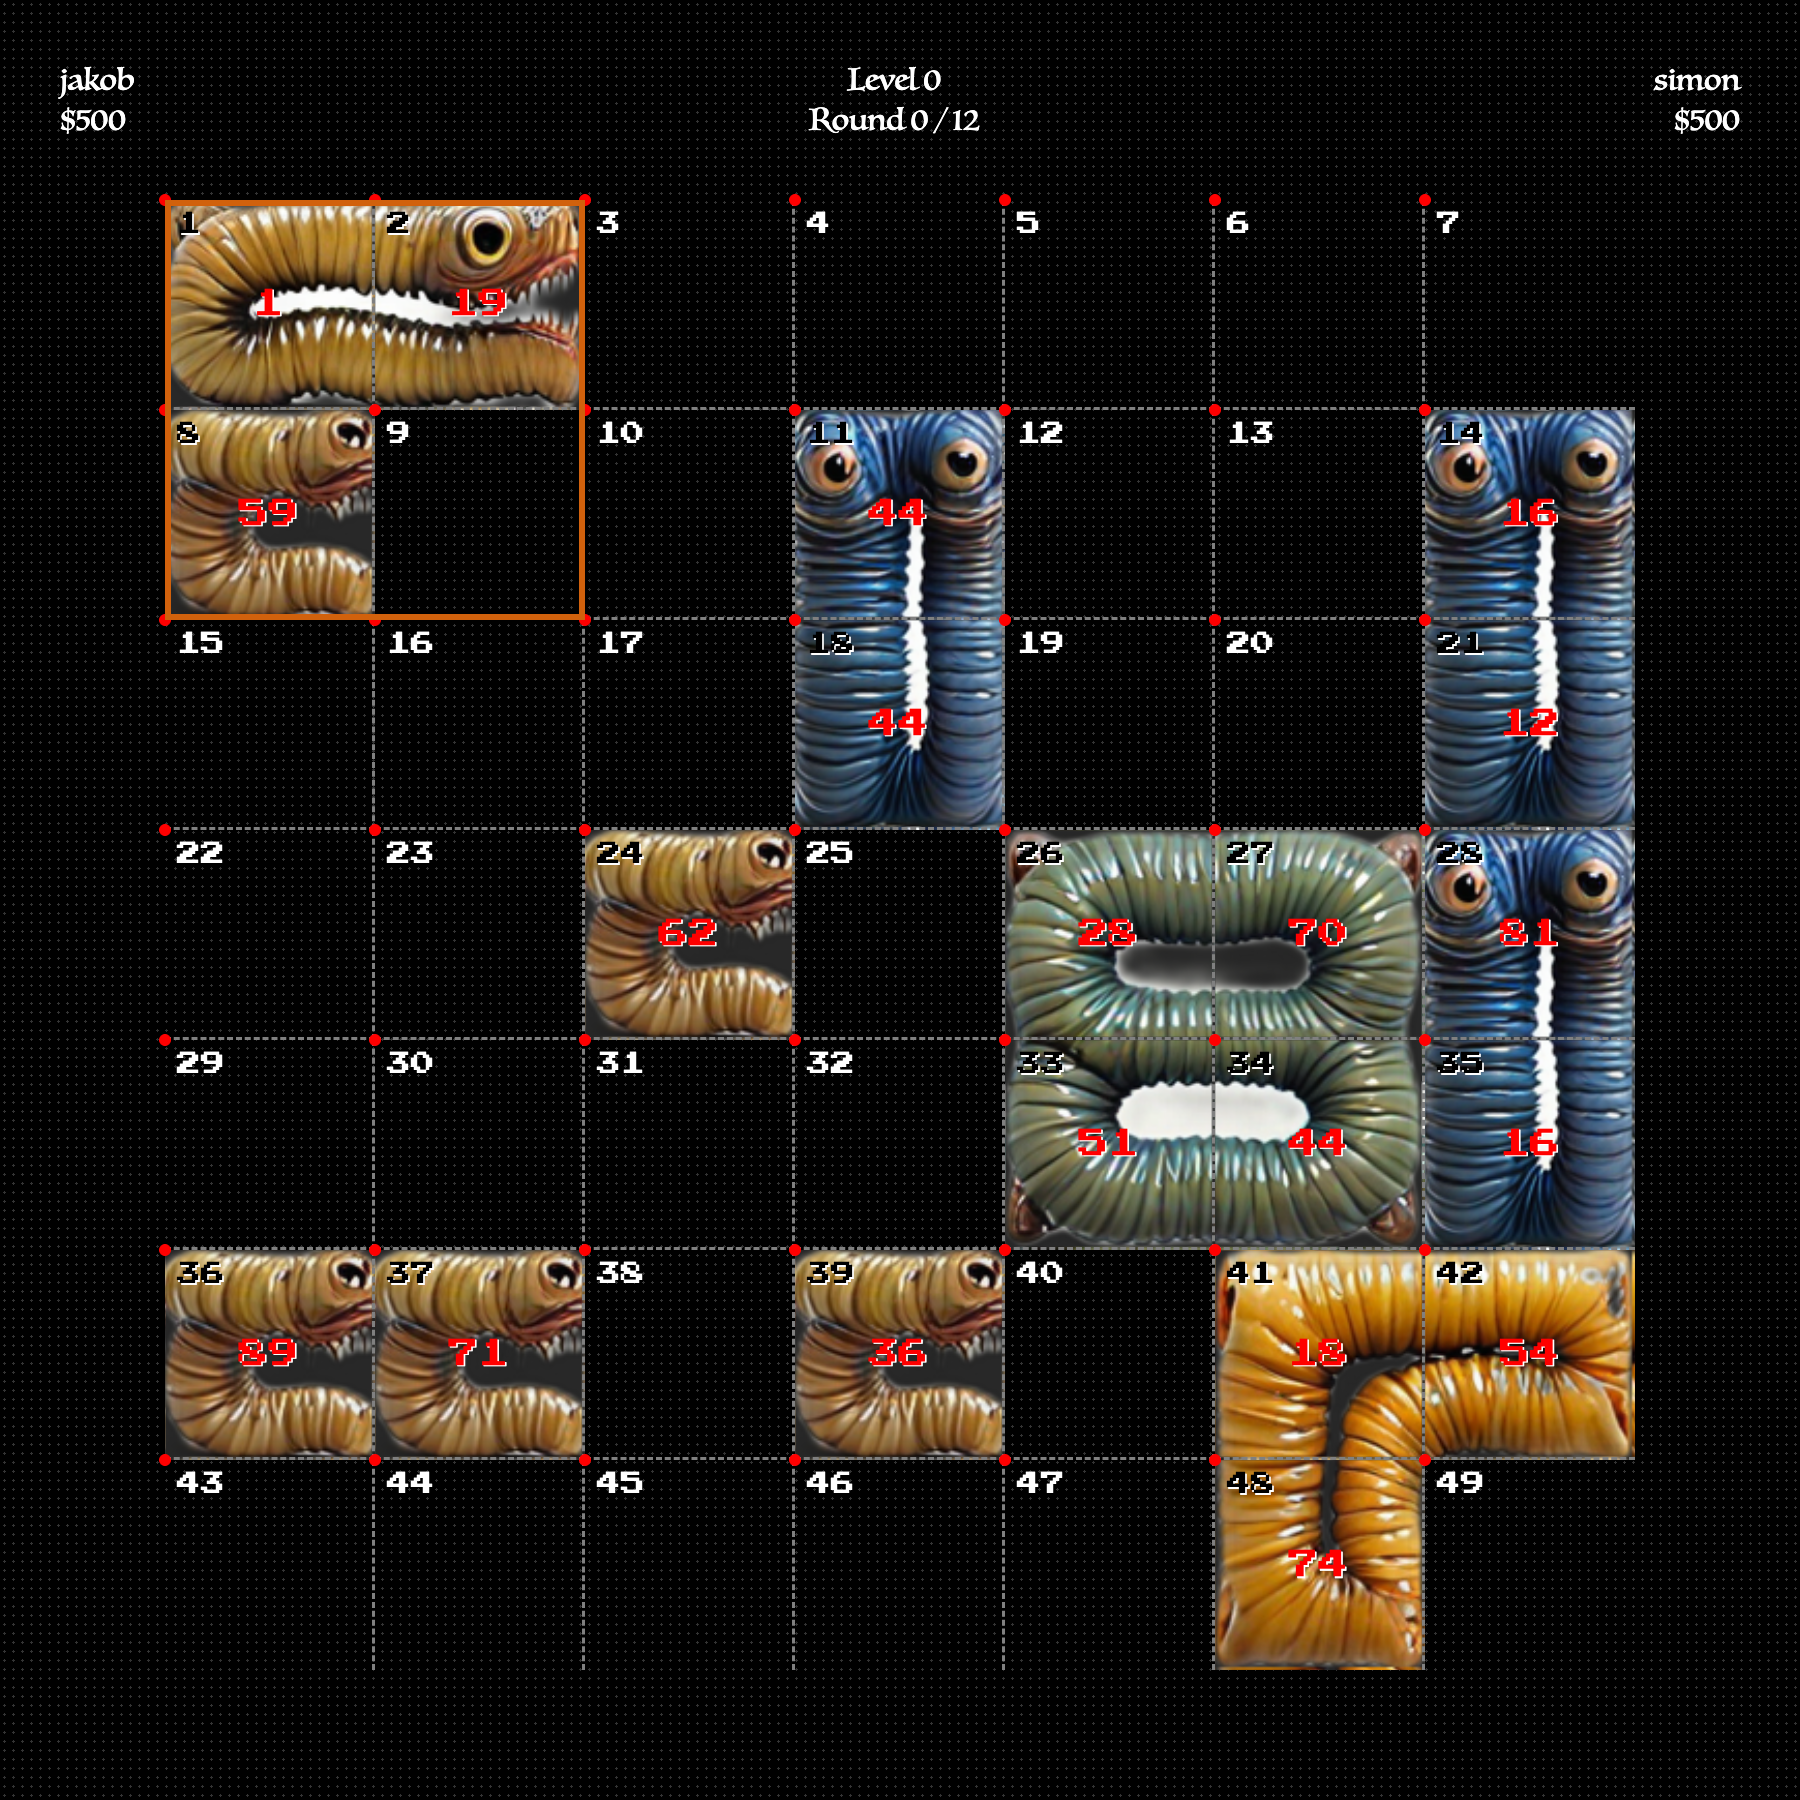 jakob Level 0 simon
$500 Round 0 / 12 $500
1 2 3 4 5 6 7
1 19
8 9 10 11 12 13 14
59 44 16
15 16 17 18 19 20 21
44 12
22 23 24 25 26 27 28
62 28 70 81
29 30 31 32 33 34 35
51 44 16
36 37 38 39 40 41 42
89 71 36 18 54
43 44 45 46 47 48 49
74